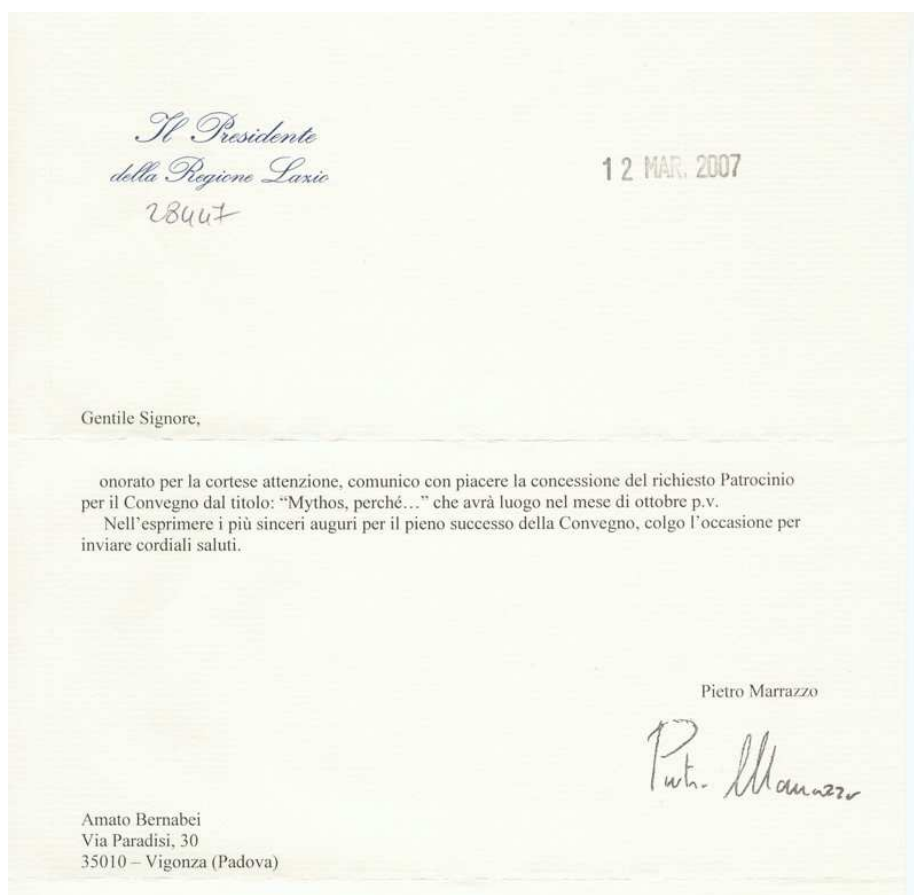 Il Presidente
della Regione Lazio
28447
12 MAR. 2007
Gentile Signore,
onorato per la cortese attenzione, comunico con piacere la concessione del richiesto Patrocinio
per il Convegno dal titolo: “Mythos, perché…” che avrà luogo nel mese di ottobre p.v.
Nell’esprimere i più sinceri auguri per il pieno successo della Convegno, colgo l’occasione per
inviare cordiali saluti.
Pietro Marrazzo
Pietro Marrazzo
Amato Bernabei
Via Paradisi, 30
35010 – Vigonza (Padova)